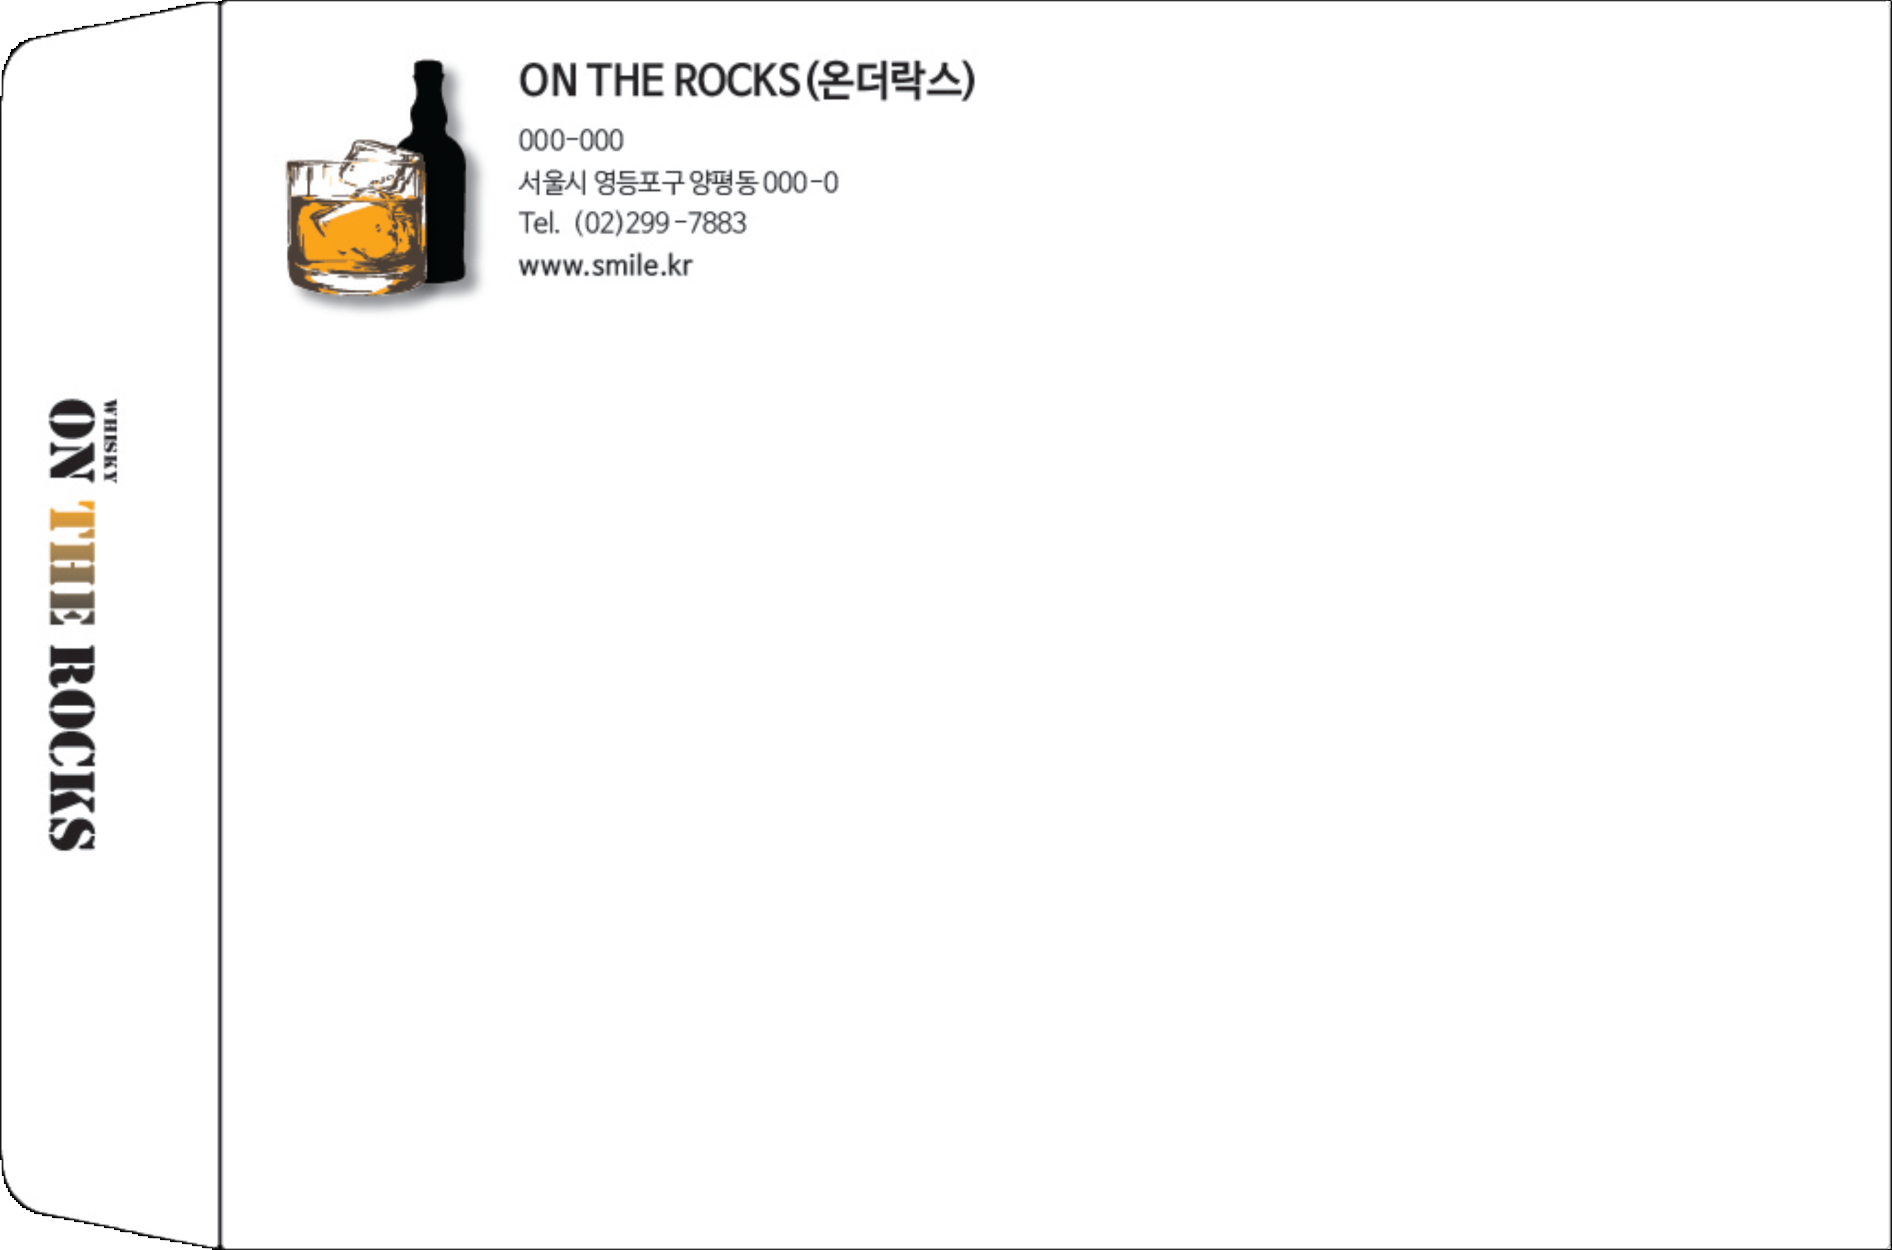 ON THE ROCKS (온더락스)
000-000
서울시 영등포구 양평동 000-0
Tel. (02)299-7883
www.smile.kr
WHISKY
ON THE ROCKS